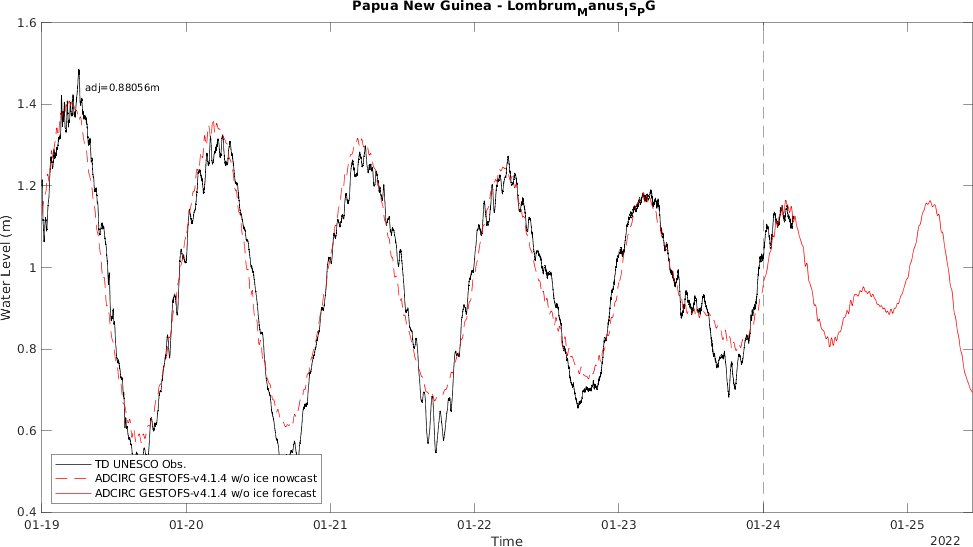 Papua New Guinea - Lombrum_Manus_Is_PG
adj=0.88056m
1.6
1.4
1.2
1
0.8
0.6
0.4
Water Level (m)
TD UNESCO Obs.
ADCIRC GESTOFS-v4.1.4 w/o ice nowcast
ADCIRC GESTOFS-v4.1.4 w/o ice forecast
01-19 01-20 01-21 01-22 01-23 01-24 01-25
Time
2022